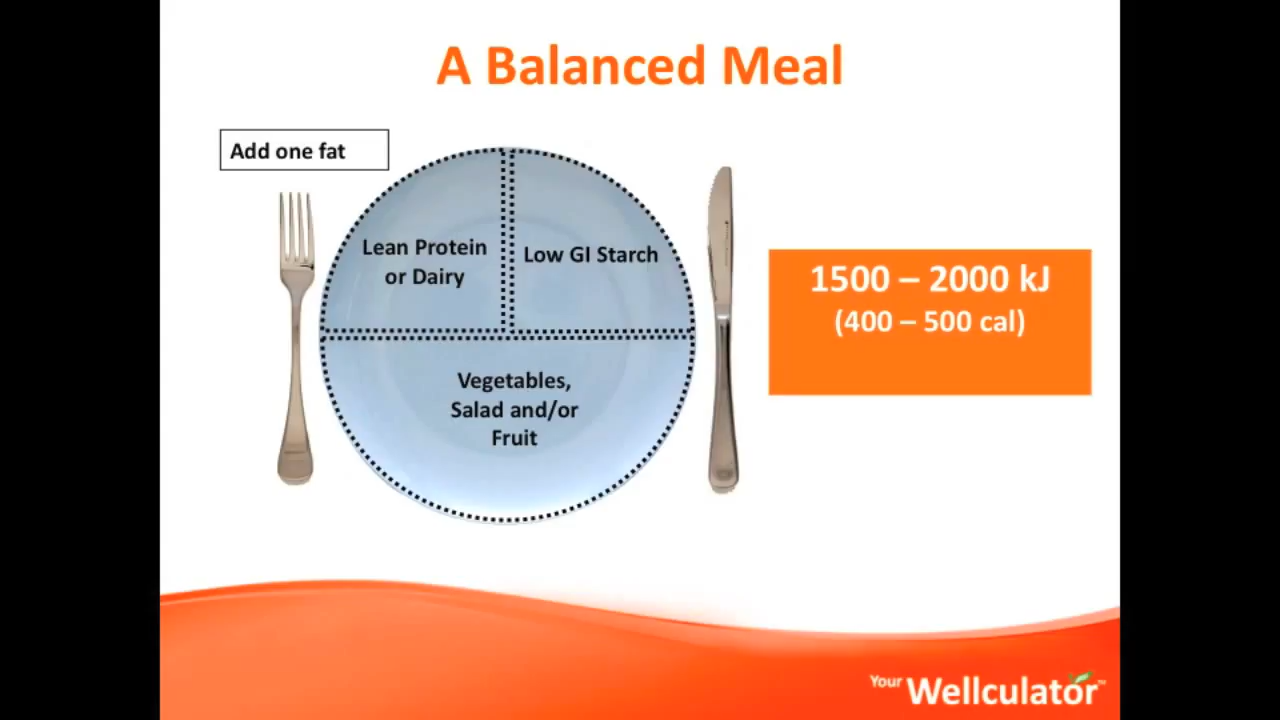 A Balanced Meal
Add one fat
Lean Protein
or Dairy
Low GI Starch
Vegetables,
Salad and/or
Fruit
1500 – 2000 kJ
(400 – 500 cal)
Your Wellculator™